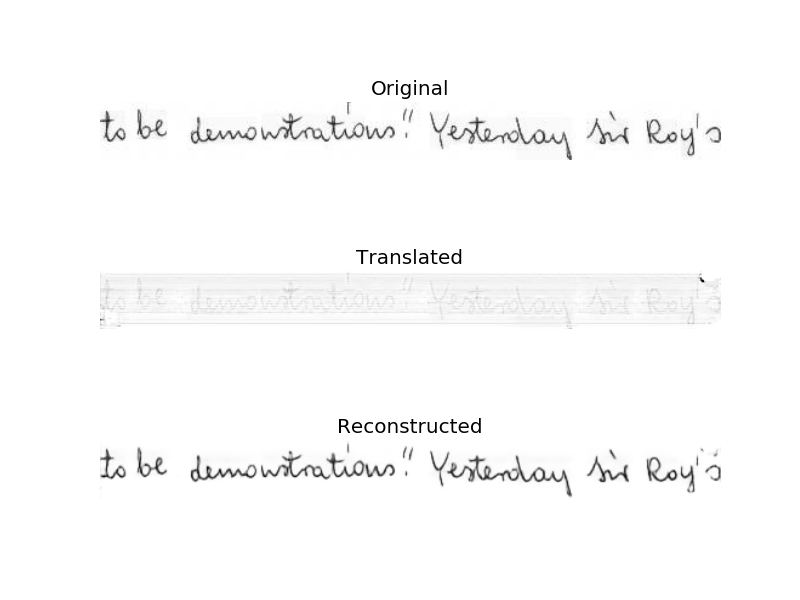 Original
to be demonstrations." Yesterday Sir Roy's
Translated
to be demonstrations." Yesterday Sir Roy's
Reconstructed
to be demonstrations." Yesterday Sir Roy's